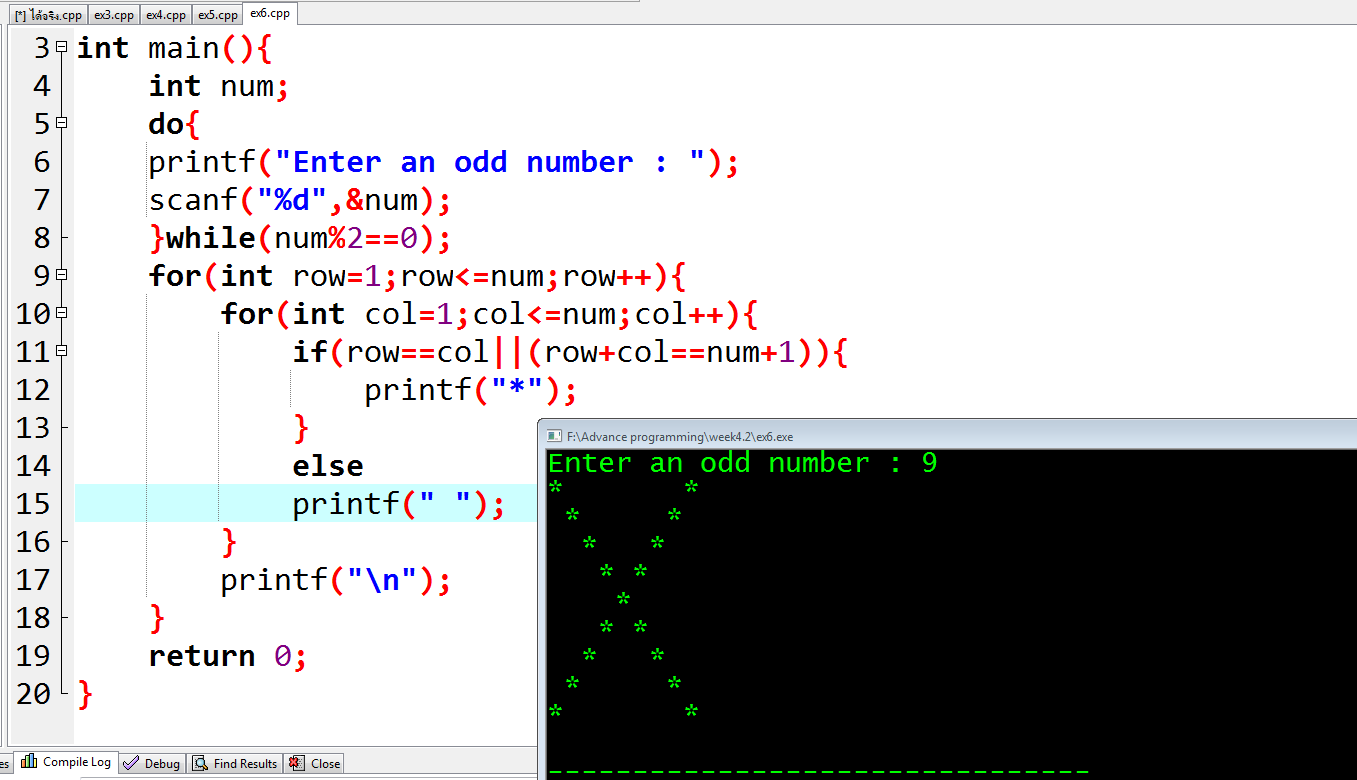 [*] ได้จริง.cpp ex3.cpp ex4.cpp ex5.cpp ex6.cpp
3 int main(){
4 int num;
5 do{
6 printf("Enter an odd number : ");
7 scanf("%d",&num);
8 }while(num%2==0);
9 for(int row=1;row<=num;row++){
10 for(int col=1;col<=num;col++){
11 if(row==col||(row+col==num+1)){
12 printf("*");
13 }
14 else
15 printf(" ");
16 }
17 printf("\n");
18 }
19 return 0;
20 }
F:\Advance programming\week4.2\ex6.exe
Enter an odd number : 9
*       *
 *     *
  *   *
   * *
    *
   * *
  *   *
 *     *
*       *
--------------------------------
es Compile Log Debug Find Results Close